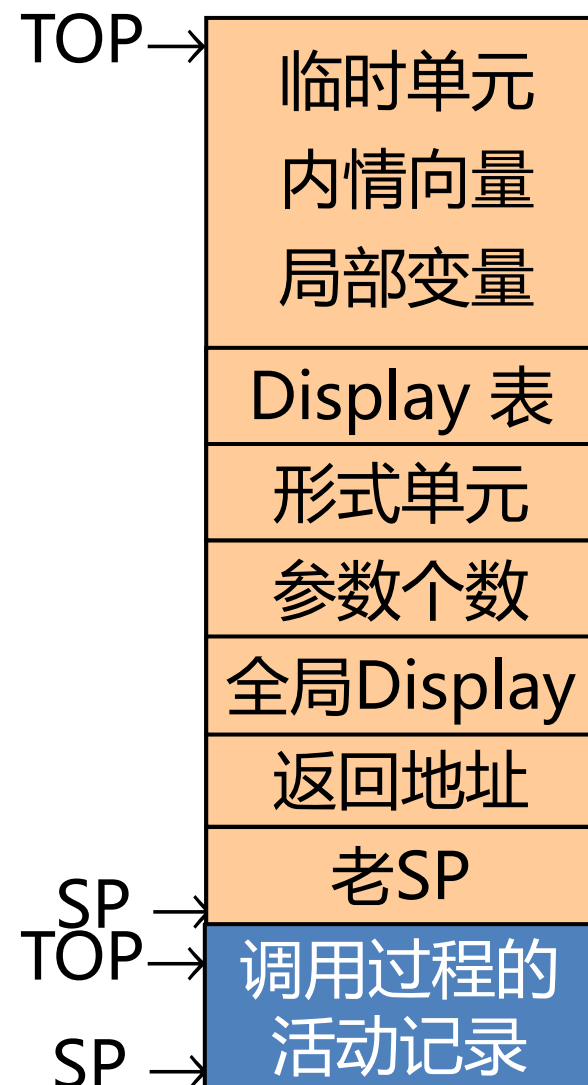 TOP
临时单元
内情向量
局部变量
Display 表
形式单元
参数个数
全局Display
返回地址
老SP
SP
TOP
调用过程的
活动记录
SP